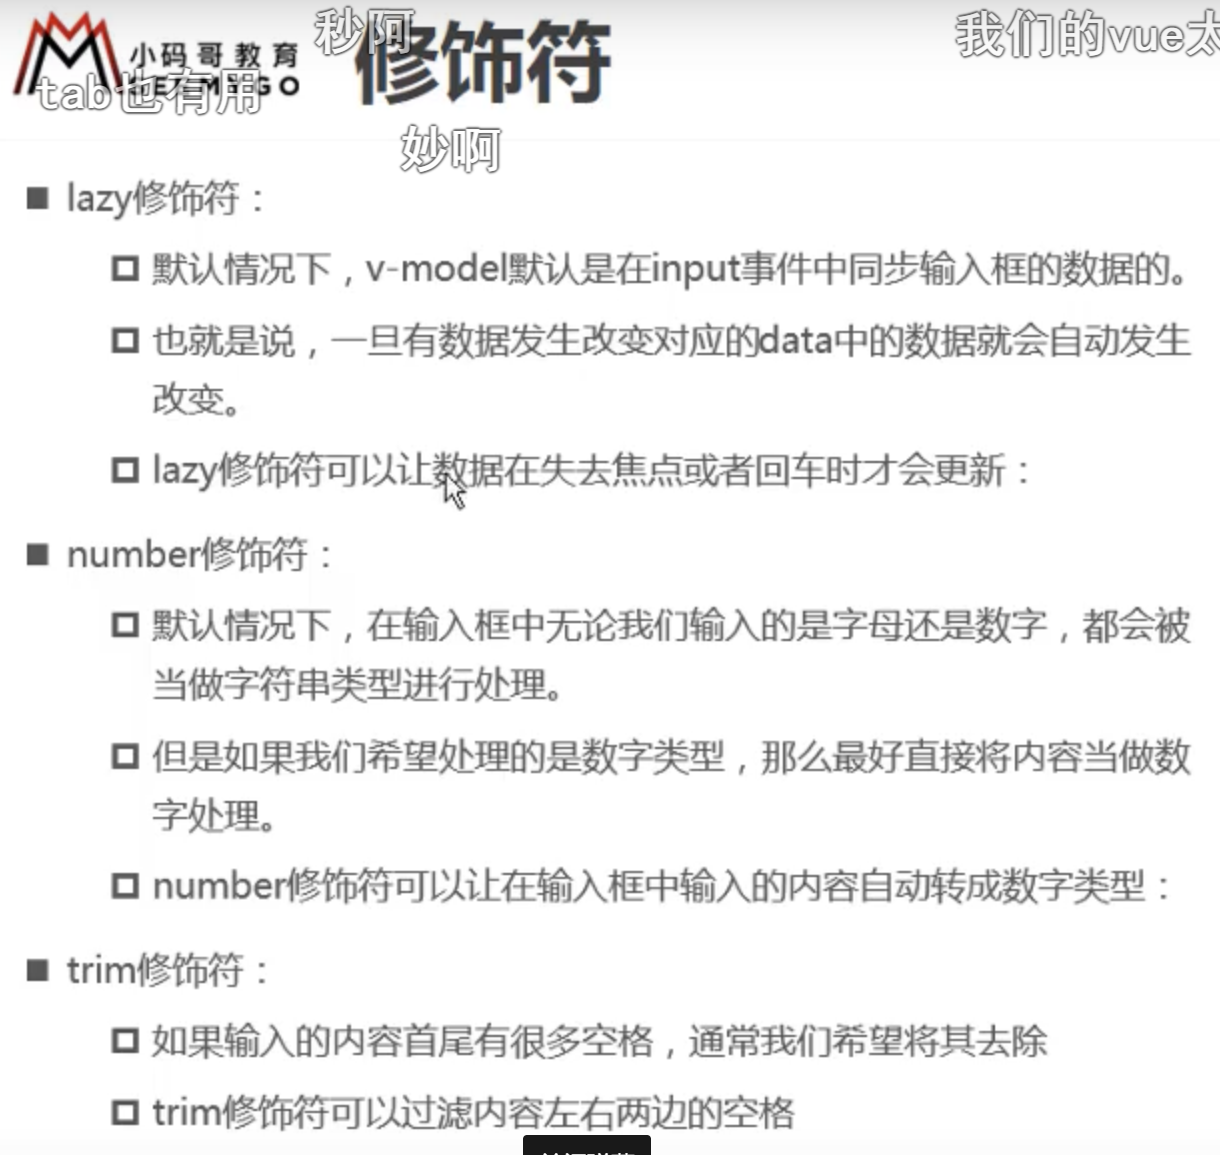 秒阿
我们的vue太
小码哥教育
修饰符
tab也有用
妙啊
■ lazy修饰符：
默认情况下，v-model默认是在input事件中同步输入框的数据的。
也就是说，一旦有数据发生改变对应的data中的数据就会自动发生
改变。
lazy修饰符可以让数据在失去焦点或者回车时才会更新：
■ number修饰符：
默认情况下，在输入框中无论我们输入的是字母还是数字，都会被
当做字符串类型进行处理。
但是如果我们希望处理的是数字类型，那么最好直接将内容当做数
字处理。
number修饰符可以让在输入框中输入的内容自动转成数字类型：
■ trim修饰符：
如果输入的内容首尾有很多空格，通常我们希望将其去除
trim修饰符可以过滤内容左右两边的空格